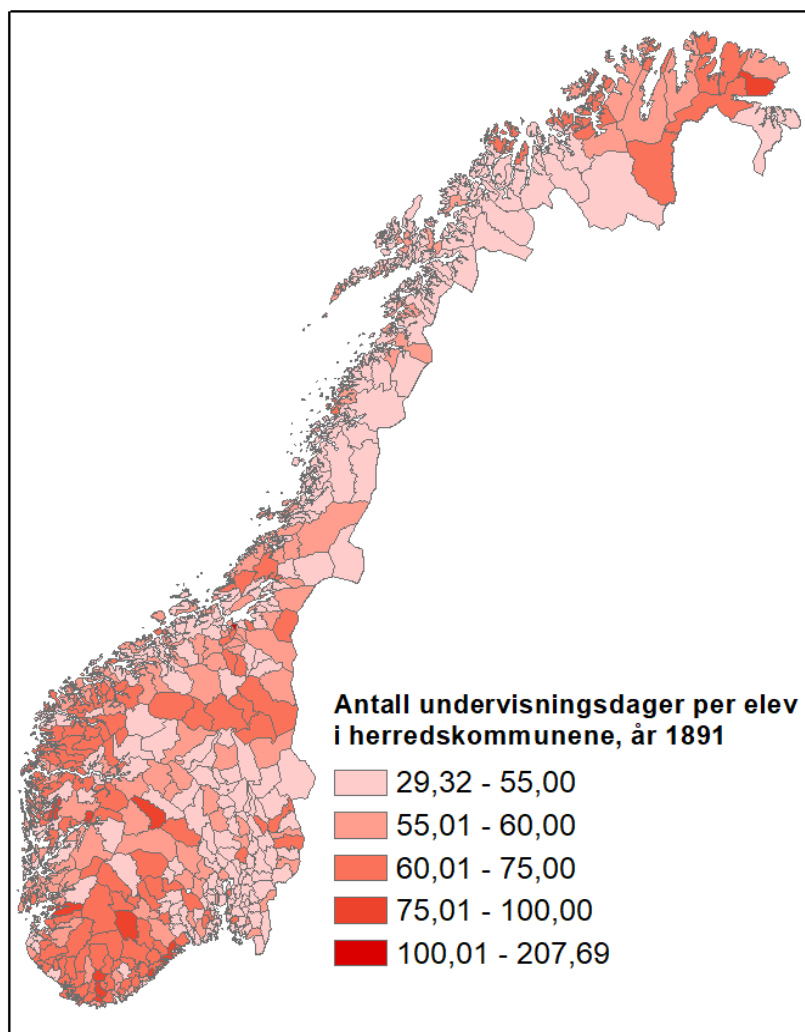 Antall undervisningsdager per elev
i herredskommunene, år 1891
29,32 - 55,00
55,01 - 60,00
60,01 - 75,00
75,01 - 100,00
100,01 - 207,69